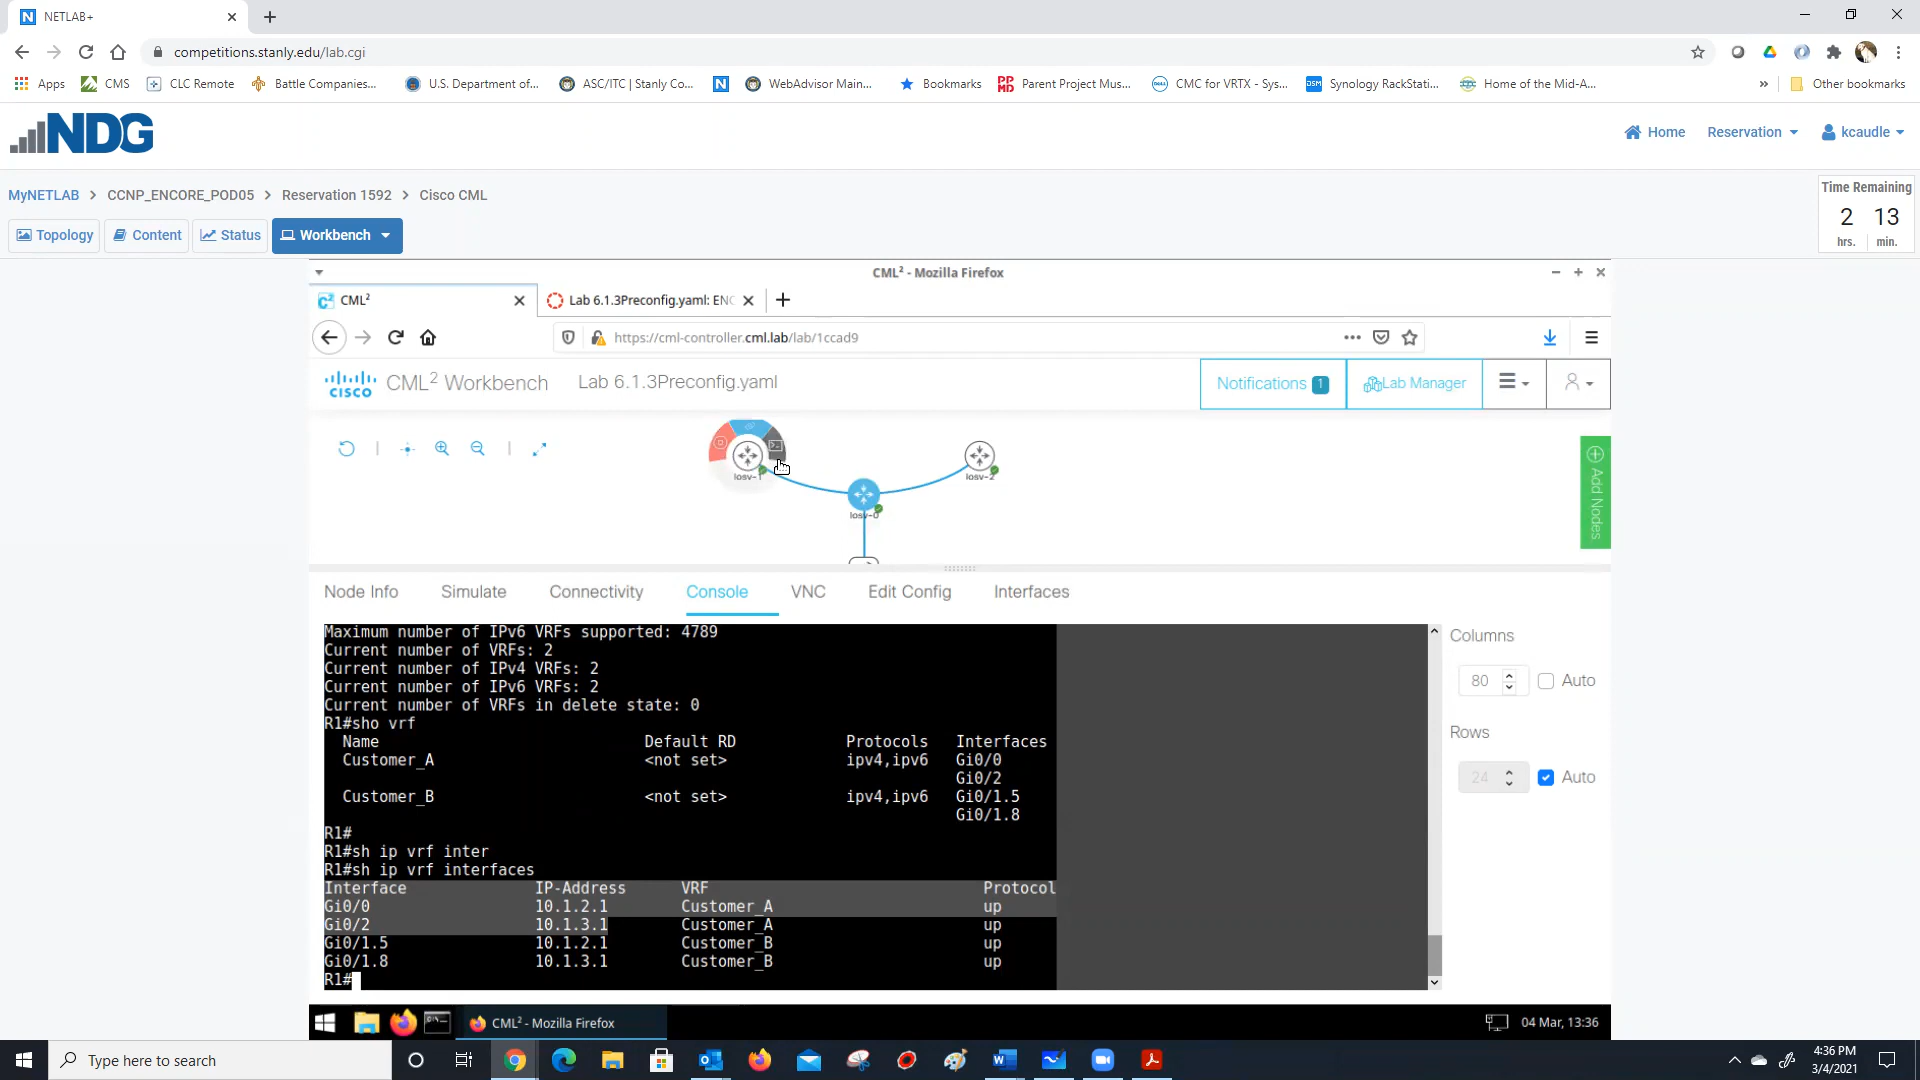 NETLAB+
competitions.stanly.edu/lab.cgi
Apps CMS CLC Remote Battle Companies... U.S. Department of... ASC/ITC | Stanly Co... WebAdvisor Main... Bookmarks Parent Project Mus... CMC for VRTX - Sys... Synology RackStati... Home of the Mid-A... » Other bookmarks
NDG
Home Reservation kcaudle
MyNETLAB > CCNP_ENCORE_POD05 > Reservation 1592 > Cisco CML
Time Remaining
2 13
hrs. min.
Topology Content Status Workbench
CML² - Mozilla Firefox
CML² Lab 6.1.3Preconfig.yaml: ENC
https://cml-controller.cml.lab/lab/1ccad9
cisco CML² Workbench Lab 6.1.3Preconfig.yaml Notifications 1 Lab Manager
iosv-1 iosv-2
iosv-0
Add Nodes
Node Info Simulate Connectivity Console VNC Edit Config Interfaces
Maximum number of IPv6 VRFs supported: 4789
Current number of VRFs: 2
Current number of IPv4 VRFs: 2
Current number of IPv6 VRFs: 2
Current number of VRFs in delete state: 0
R1#sho vrf
Name Default RD Protocols Interfaces
Customer_A <not set> ipv4,ipv6 Gi0/0
Gi0/2
Customer_B <not set> ipv4,ipv6 Gi0/1.5
Gi0/1.8
R1#
R1#sh ip vrf inter
R1#sh ip vrf interfaces
Interface IP-Address VRF Protocol
Gi0/0 10.1.2.1 Customer_A up
Gi0/2 10.1.3.1 Customer_A up
Gi0/1.5 10.1.2.1 Customer_B up
Gi0/1.8 10.1.3.1 Customer_B up
R1#
Columns
80 Auto
Rows
24 Auto
CML² - Mozilla Firefox 04 Mar, 13:36
Type here to search
4:36 PM
3/4/2021